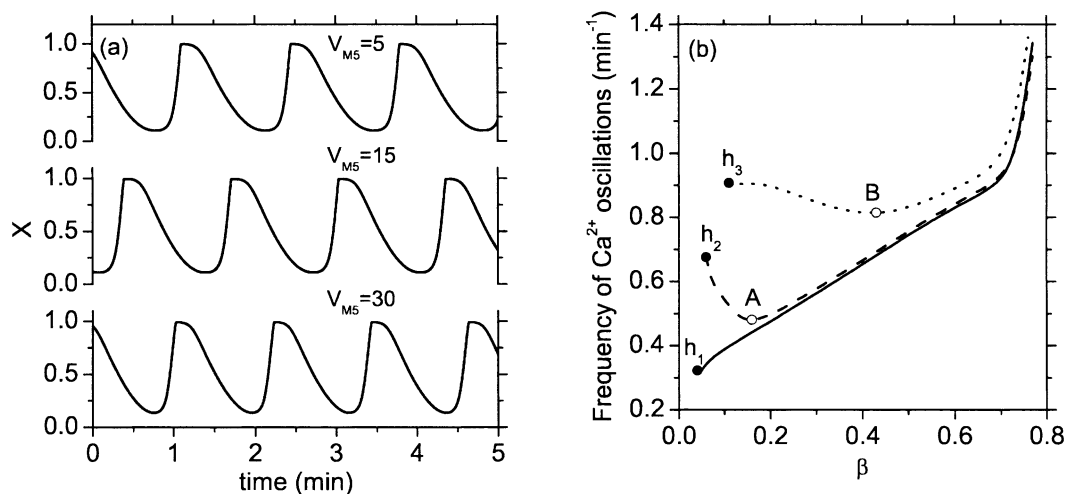 (a)
V_M5=5
1.0
0.5
0.0
V_M5=15
1.0
0.5
0.0
X
V_M5=30
1.0
0.5
0.0
0 1 2 3 4 5
time (min)
(b)
Frequency of Ca²⁺ oscillations (min⁻¹)
1.4
1.2
1.0
0.8
0.6
0.4
0.2
h₃
B
h₂
A
h₁
0.0 0.2 0.4 0.6 0.8
β